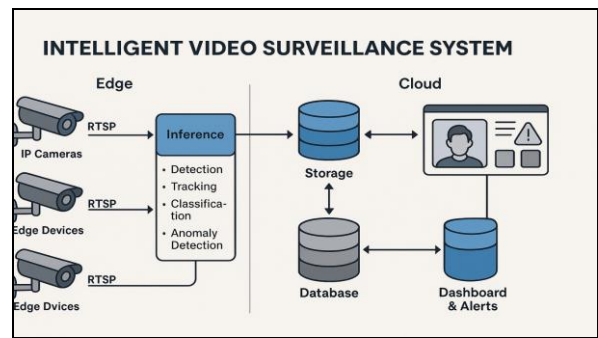 INTELLIGENT VIDEO SURVEILLANCE SYSTEM
Edge
Cloud
RTSP
IP Cameras
RTSP
Edge Devices
RTSP
Edge Dvices
Inference
• Detection
• Tracking
• Classifica-
tion
• Anomaly
Detection
Storage
Database
Dashboard
& Alerts